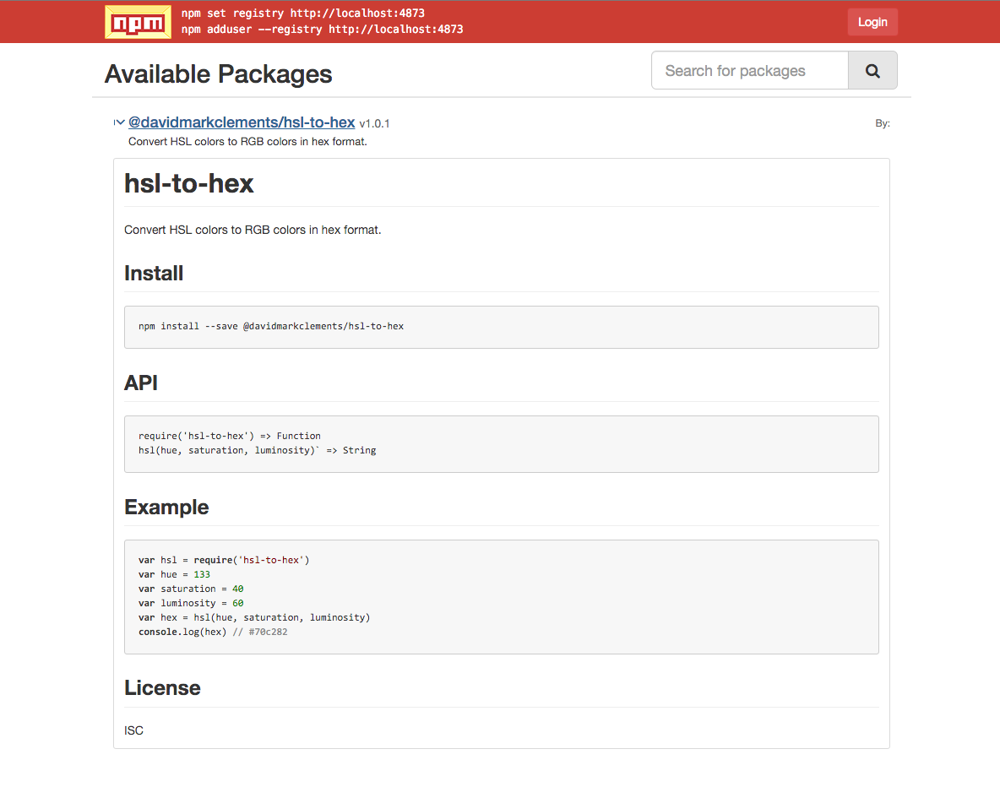 npm
npm set registry http://localhost:4873
npm adduser --registry http://localhost:4873
Login
Available Packages
Search for packages
@davidmarkclements/hsl-to-hex v1.0.1
By:
Convert HSL colors to RGB colors in hex format.
hsl-to-hex
Convert HSL colors to RGB colors in hex format.
Install
npm install --save @davidmarkclements/hsl-to-hex
API
require('hsl-to-hex') => Function
hsl(hue, saturation, luminosity)` => String
Example
var hsl = require('hsl-to-hex')
var hue = 133
var saturation = 40
var luminosity = 60
var hex = hsl(hue, saturation, luminosity)
console.log(hex) // #70c282
License
ISC